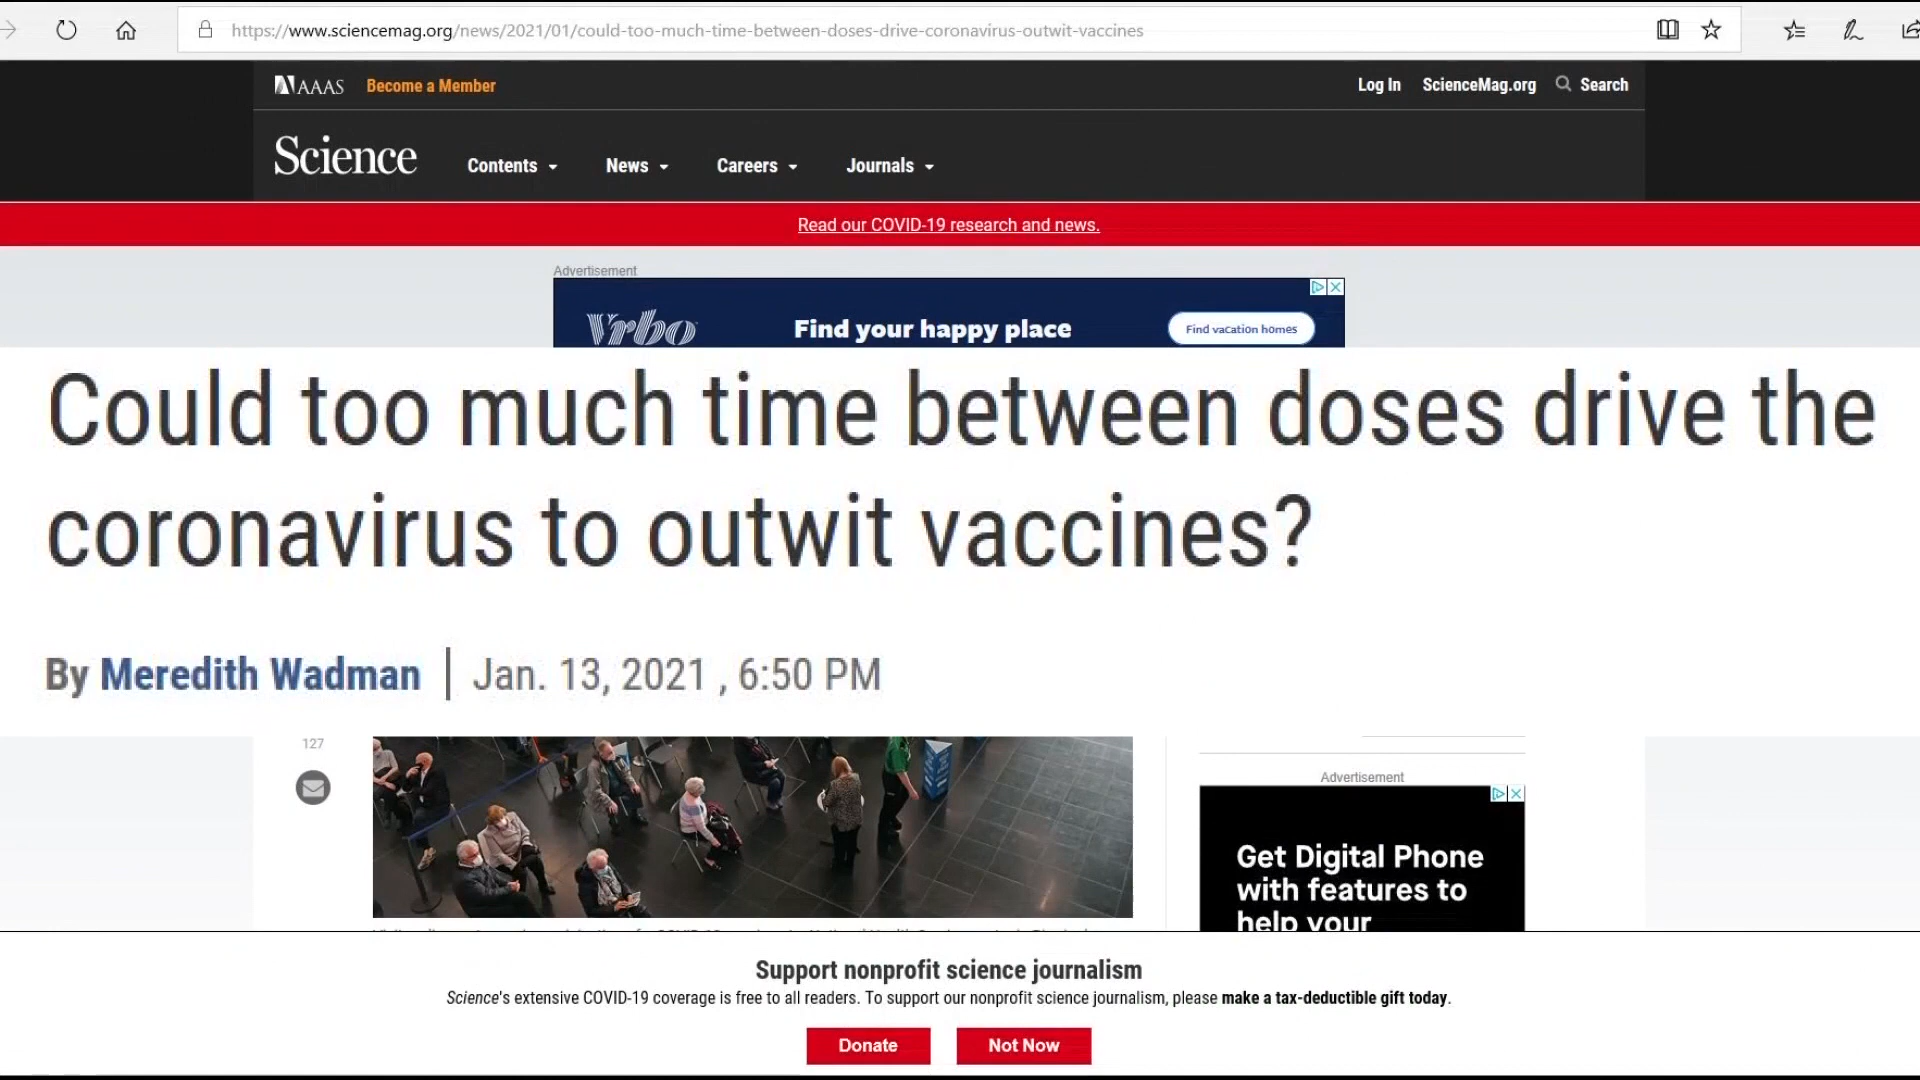 https://www.sciencemag.org/news/2021/01/could-too-much-time-between-doses-drive-coronavirus-outwit-vaccines
AAAS Become a Member Log In ScienceMag.org Search
Science Contents News Careers Journals
Read our COVID-19 research and news.
Advertisement
Vrbo Find your happy place Find vacation homes
Could too much time between doses drive the
coronavirus to outwit vaccines?
By Meredith Wadman | Jan. 13, 2021 , 6:50 PM
127
Advertisement
Get Digital Phone
with features to
help your
Support nonprofit science journalism
Science's extensive COVID-19 coverage is free to all readers. To support our nonprofit science journalism, please make a tax-deductible gift today.
Donate Not Now